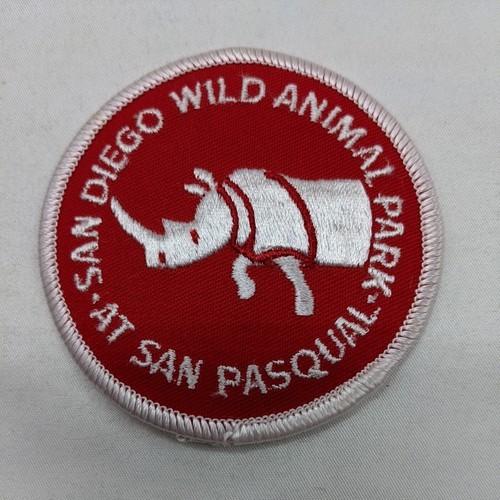 SAN DIEGO WILD ANIMAL PARK
· AT SAN PASQUAL ·